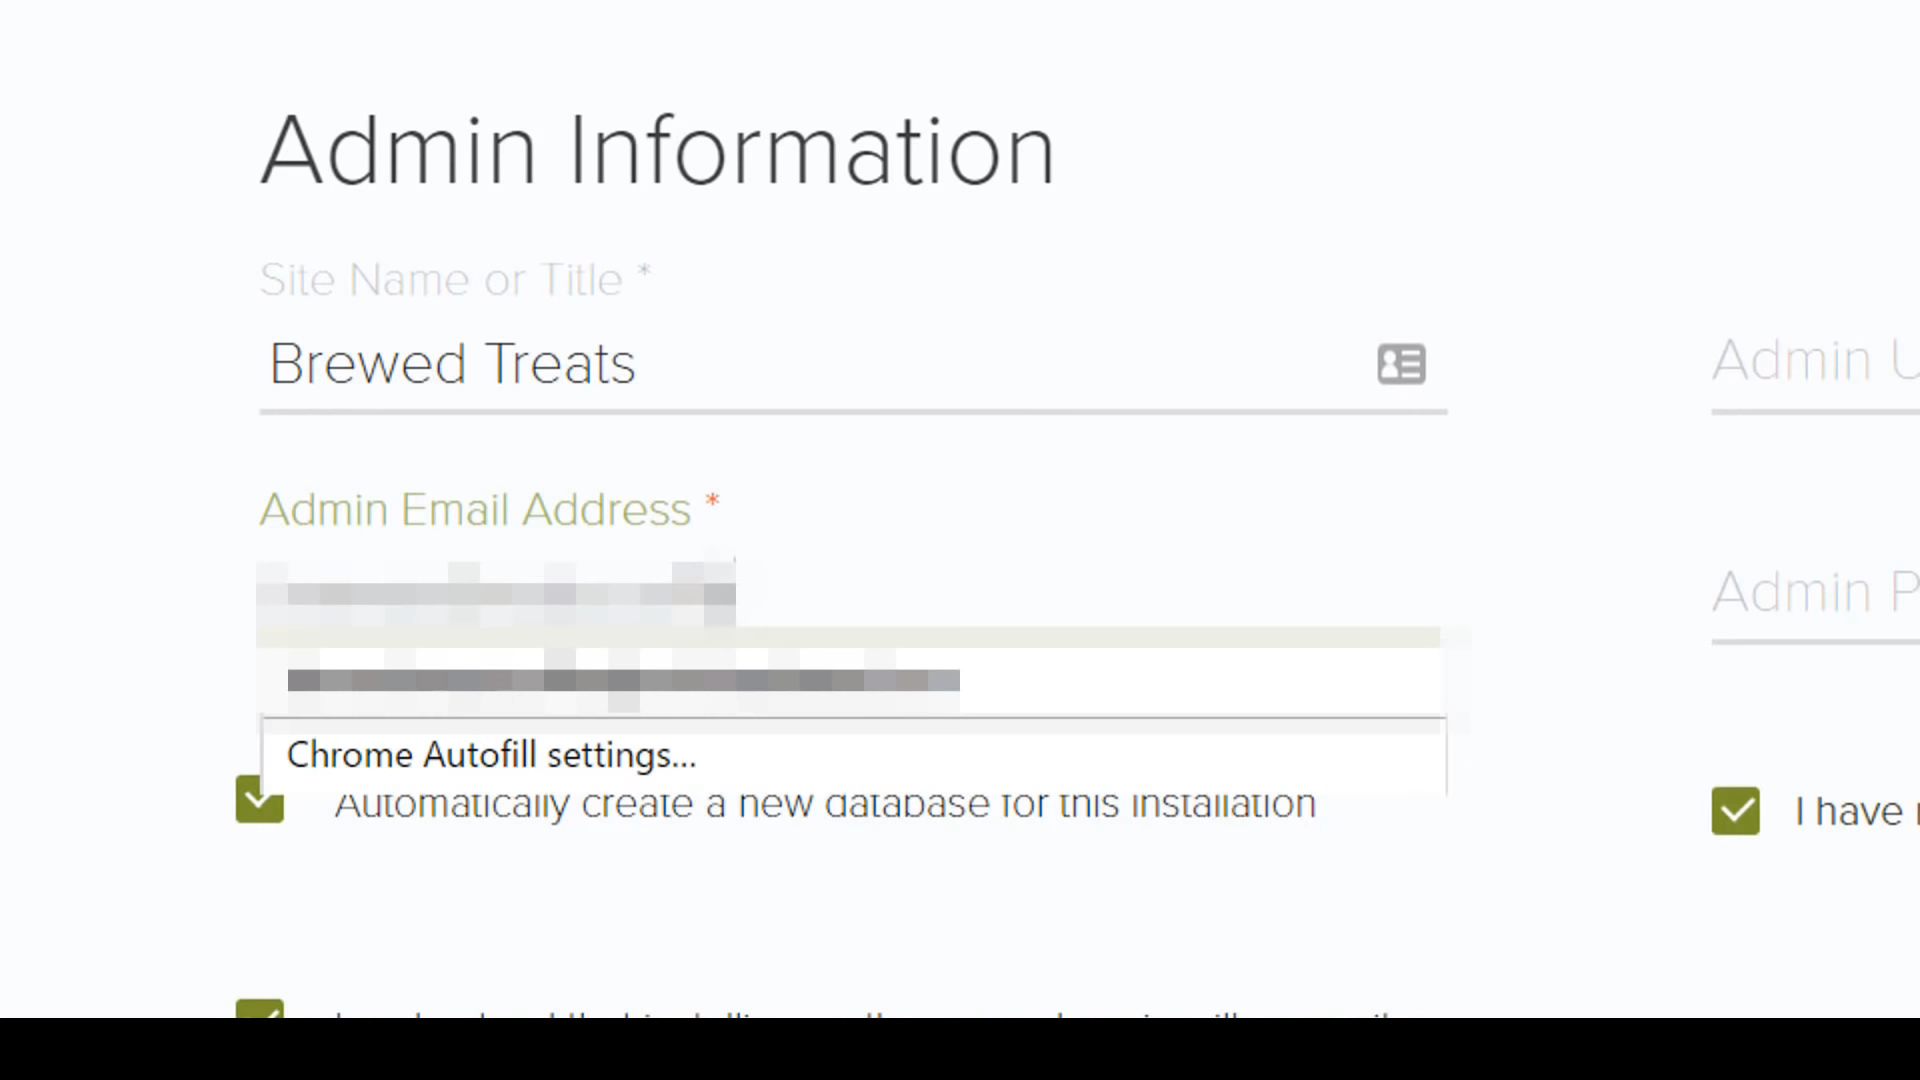 Admin Information
Site Name or Title *
Brewed Treats
Admin U
Admin Email Address *
Admin P
Chrome Autofill settings...
Automatically create a new database for this installation
I have